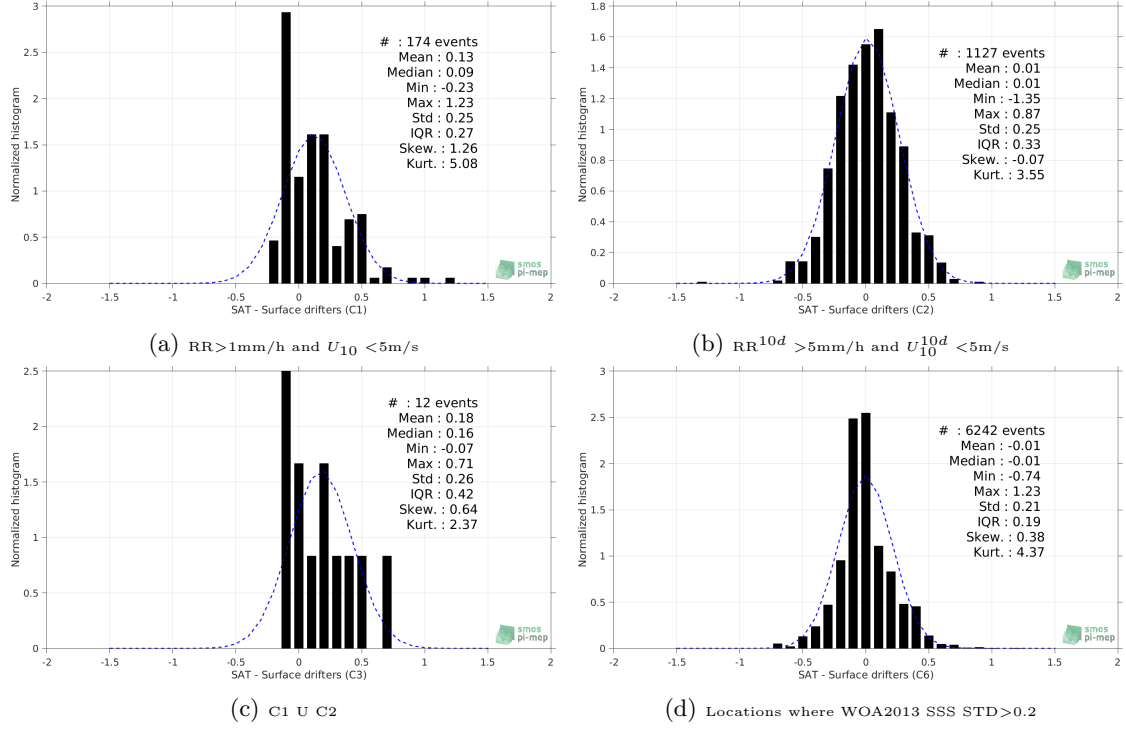 3
2.5
2
1.5
1
0.5
0
Normalized histogram
# : 174 events
Mean : 0.13
Median : 0.09
Min : -0.23
Max : 1.23
Std : 0.25
IQR : 0.27
Skew. : 1.26
Kurt. : 5.08
smos
pi-mep
-2 -1.5 -1 -0.5 0 0.5 1 1.5 2
SAT - Surface drifters (C1)
(a) RR>1mm/h and U10 <5m/s
1.8
1.6
1.4
1.2
1
0.8
0.6
0.4
0.2
0
Normalized histogram
# : 1127 events
Mean : 0.01
Median : 0.01
Min : -1.35
Max : 0.87
Std : 0.25
IQR : 0.33
Skew. : -0.07
Kurt. : 3.55
smos
pi-mep
-2 -1.5 -1 -0.5 0 0.5 1 1.5 2
SAT - Surface drifters (C2)
(b) RR10d >5mm/h and U10d10 <5m/s
2.5
2
1.5
1
0.5
0
Normalized histogram
# : 12 events
Mean : 0.18
Median : 0.16
Min : -0.07
Max : 0.71
Std : 0.26
IQR : 0.42
Skew. : 0.64
Kurt. : 2.37
smos
pi-mep
-2 -1.5 -1 -0.5 0 0.5 1 1.5 2
SAT - Surface drifters (C3)
(c) C1 U C2
3
2.5
2
1.5
1
0.5
0
Normalized histogram
# : 6242 events
Mean : -0.01
Median : -0.01
Min : -0.74
Max : 1.23
Std : 0.21
IQR : 0.19
Skew. : 0.38
Kurt. : 4.37
smos
pi-mep
-2 -1.5 -1 -0.5 0 0.5 1 1.5 2
SAT - Surface drifters (C6)
(d) Locations where WOA2013 SSS STD>0.2